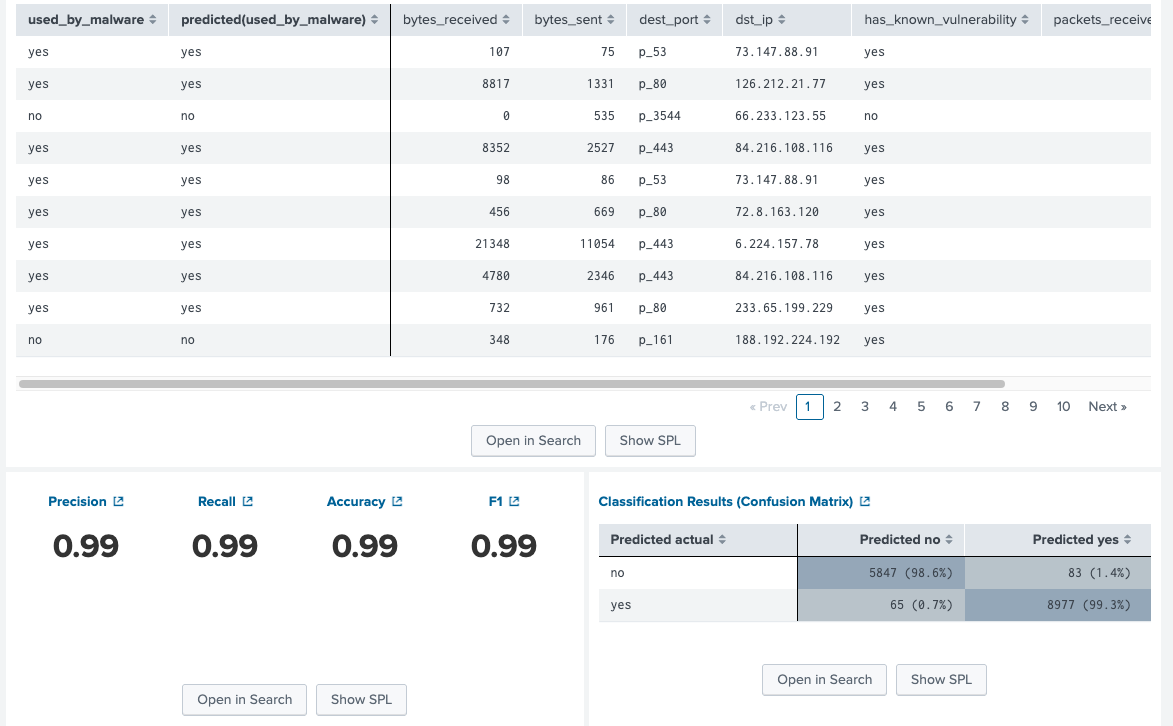 used_by_malware predicted(used_by_malware) bytes_received bytes_sent dest_port dst_ip has_known_vulnerability packets_receive
yes yes 107 75 p_53 73.147.88.91 yes
yes yes 8817 1331 p_80 126.212.21.77 yes
no no 0 535 p_3544 66.233.123.55 no
yes yes 8352 2527 p_443 84.216.108.116 yes
yes yes 98 86 p_53 73.147.88.91 yes
yes yes 456 669 p_80 72.8.163.120 yes
yes yes 21348 11054 p_443 6.224.157.78 yes
yes yes 4780 2346 p_443 84.216.108.116 yes
yes yes 732 961 p_80 233.65.199.229 yes
no no 348 176 p_161 188.192.224.192 yes
« Prev 1 2 3 4 5 6 7 8 9 10 Next »
Open in Search Show SPL
Precision Recall Accuracy F1
0.99 0.99 0.99 0.99
Open in Search Show SPL
Classification Results (Confusion Matrix)
Predicted actual Predicted no Predicted yes
no 5847 (98.6%) 83 (1.4%)
yes 65 (0.7%) 8977 (99.3%)
Open in Search Show SPL